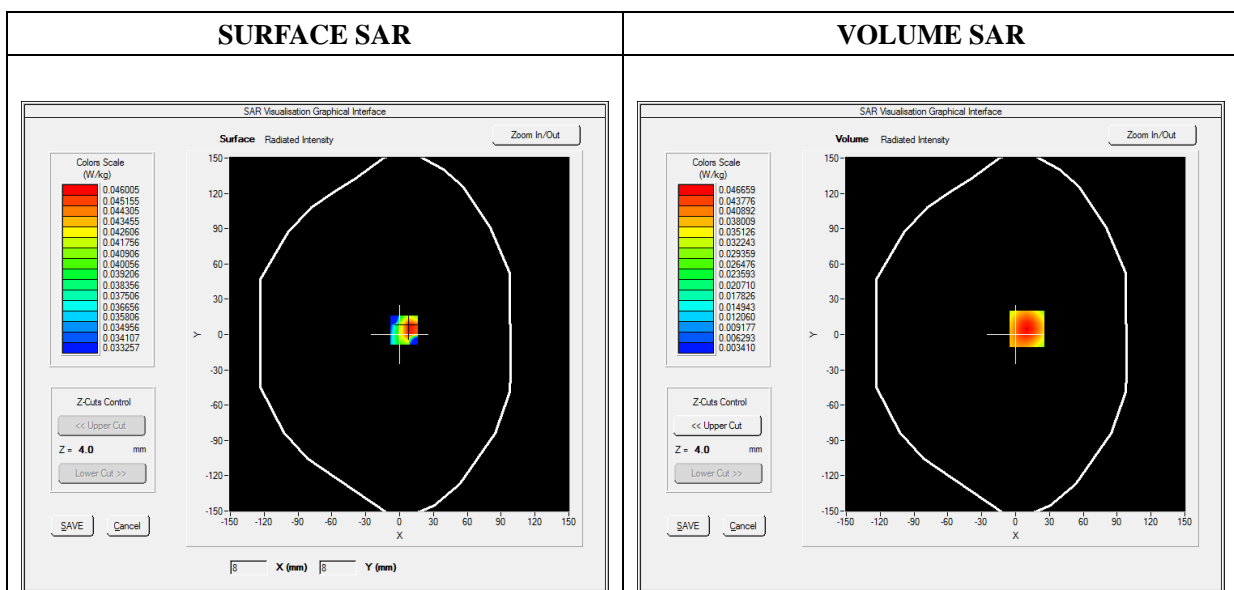 SURFACE SAR
VOLUME SAR
SAR Visualisation Graphical Interface
Surface Radiated Intensity
Zoom In/Out
Colors Scale
(W/kg)
0.046005
0.045155
0.044305
0.043455
0.042606
0.041756
0.040906
0.040056
0.039206
0.038356
0.037506
0.036656
0.035806
0.034956
0.034107
0.033257
Z-Cuts Control
<< Upper Cut
Z = 4.0 mm
Lower Cut >>
SAVE Cancel
150
120
90
60
30
0
-30
-60
-90
-120
-150
Y
-150 -120 -90 -60 -30 0 30 60 90 120 150
X
8 X (mm) 8 Y (mm)
SAR Visualisation Graphical Interface
Volume Radiated Intensity
Zoom In/Out
Colors Scale
(W/kg)
0.046659
0.043776
0.040892
0.038009
0.035126
0.032243
0.029359
0.026476
0.023593
0.020710
0.017826
0.014943
0.012060
0.009177
0.006293
0.003410
Z-Cuts Control
<< Upper Cut
Z = 4.0 mm
Lower Cut >>
SAVE Cancel
150
120
90
60
30
0
-30
-60
-90
-120
-150
Y
-150 -120 -90 -60 -30 0 30 60 90 120 150
X